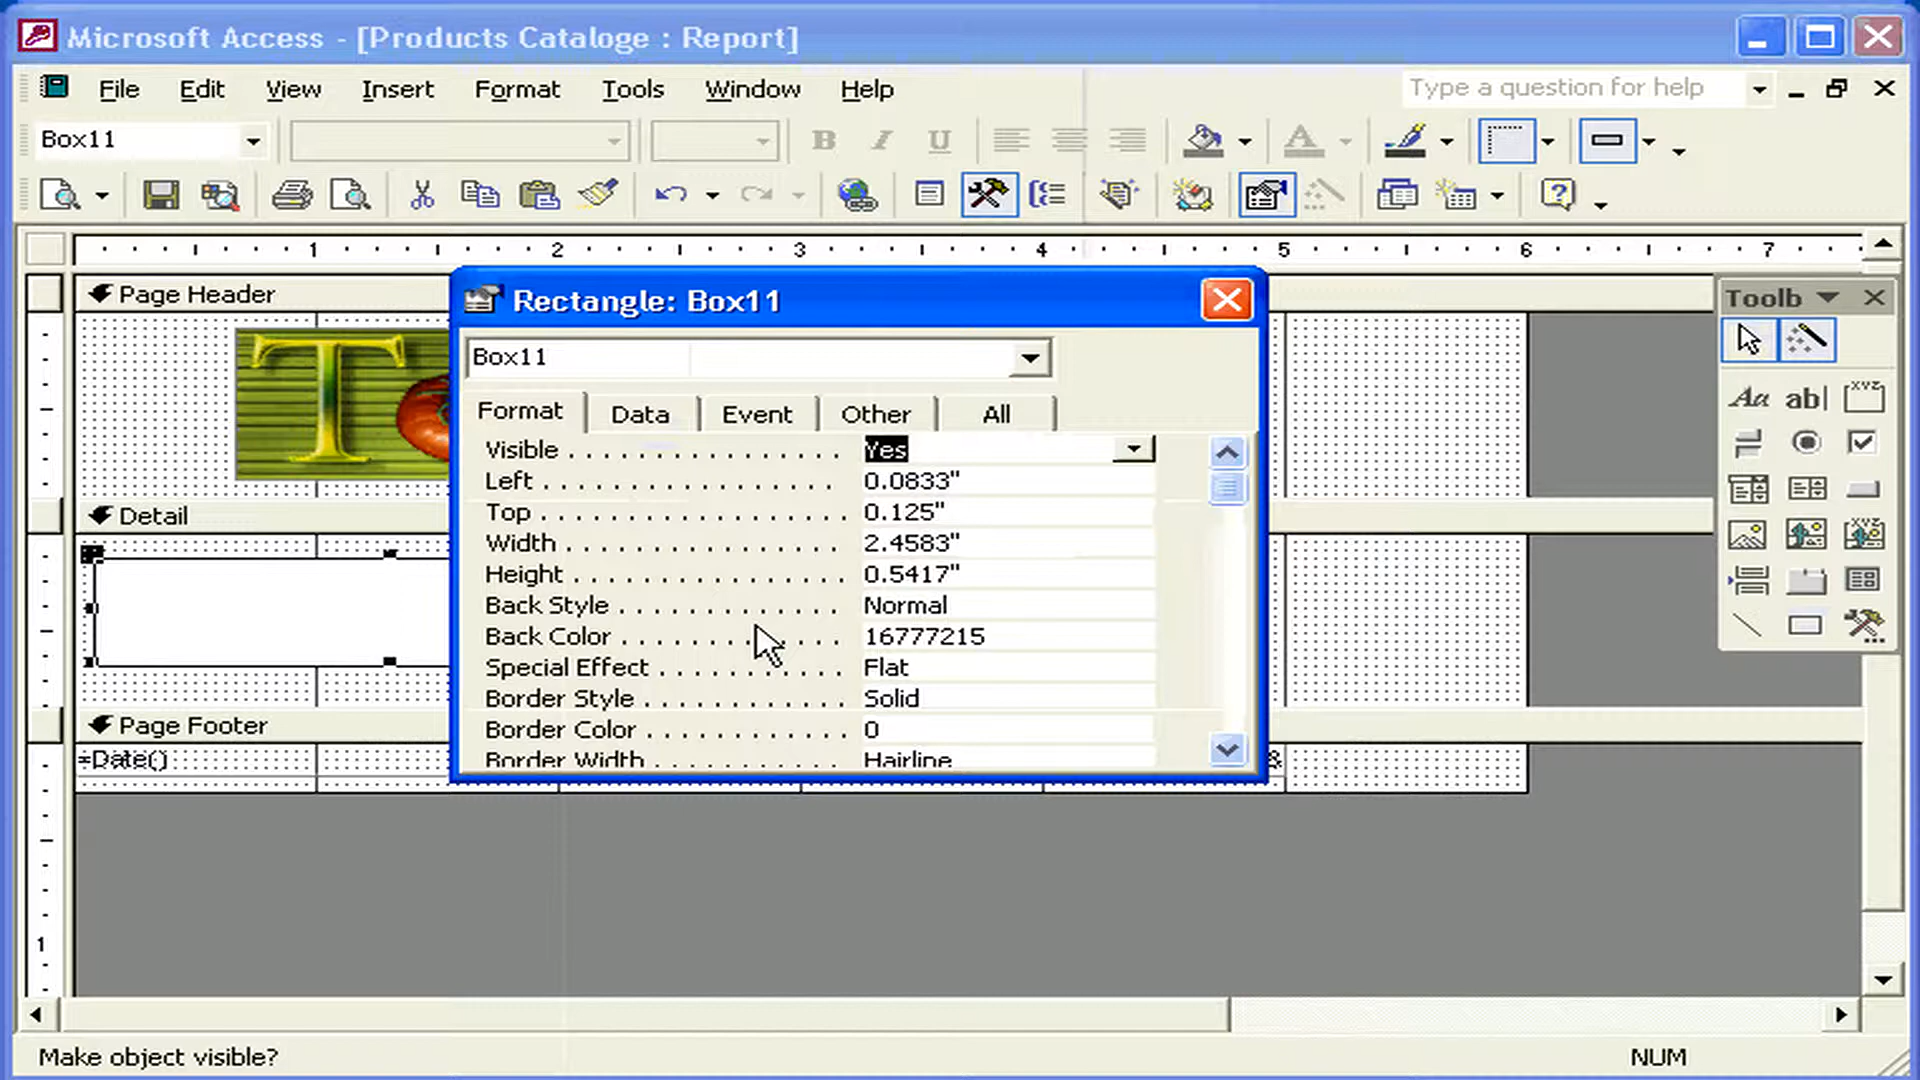 Microsoft Access - [Products Cataloge : Report]
File Edit View Insert Format Tools Window Help
Type a question for help
Box11
B I U A
1 2 3 4 5 6 7
Page Header
Toolb
Rectangle: Box11
Box11
Format Data Event Other All
Aa ab| XYZ
Visible Yes
Left 0.0833"
Top 0.125"
Width 2.4583"
Height 0.5417"
Back Style Normal
Back Color 16777215
Special Effect Flat
Border Style Solid
Border Color 0
Border Width Hairline
Detail
Page Footer
=Date()
1
Make object visible?
NUM